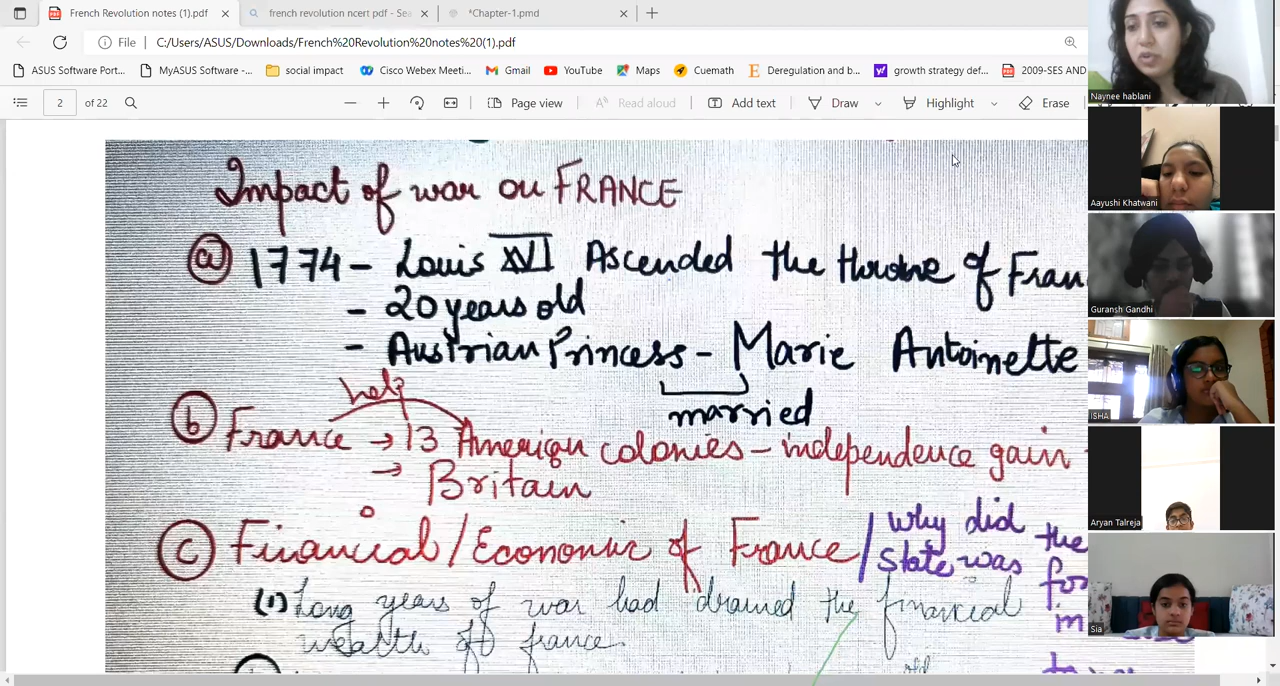 French Revolution notes (1).pdf
french revolution ncert pdf - Sea
*Chapter-1.pmd
File
C:/Users/ASUS/Downloads/French%20Revolution%20notes%20(1).pdf
ASUS Software Port...
MyASUS Software -...
social impact
Cisco Webex Meeti...
Gmail
YouTube
Maps
Cuemath
Deregulation and b...
growth strategy def...
2009-SES AND
2 of 22
Page view
Read aloud
Add text
Draw
Highlight
Erase
Impact of war on FRANCE
(a) 1774 - Louis XVI Ascended the throne of Fran
- 20 years old
- Austrian Princess - Marie Antoinette
married
help
(b) France → 13 American colonies - independence gain
→ Britain
(c) Financial/Economic of France/ why did the
state was
(1) Long years of war had drained the financial
wealth of france.
old
Naynee hablani
Aayushi Khatwani
Guransh Gandhi
ISHA
Aryan Talreja
Sia